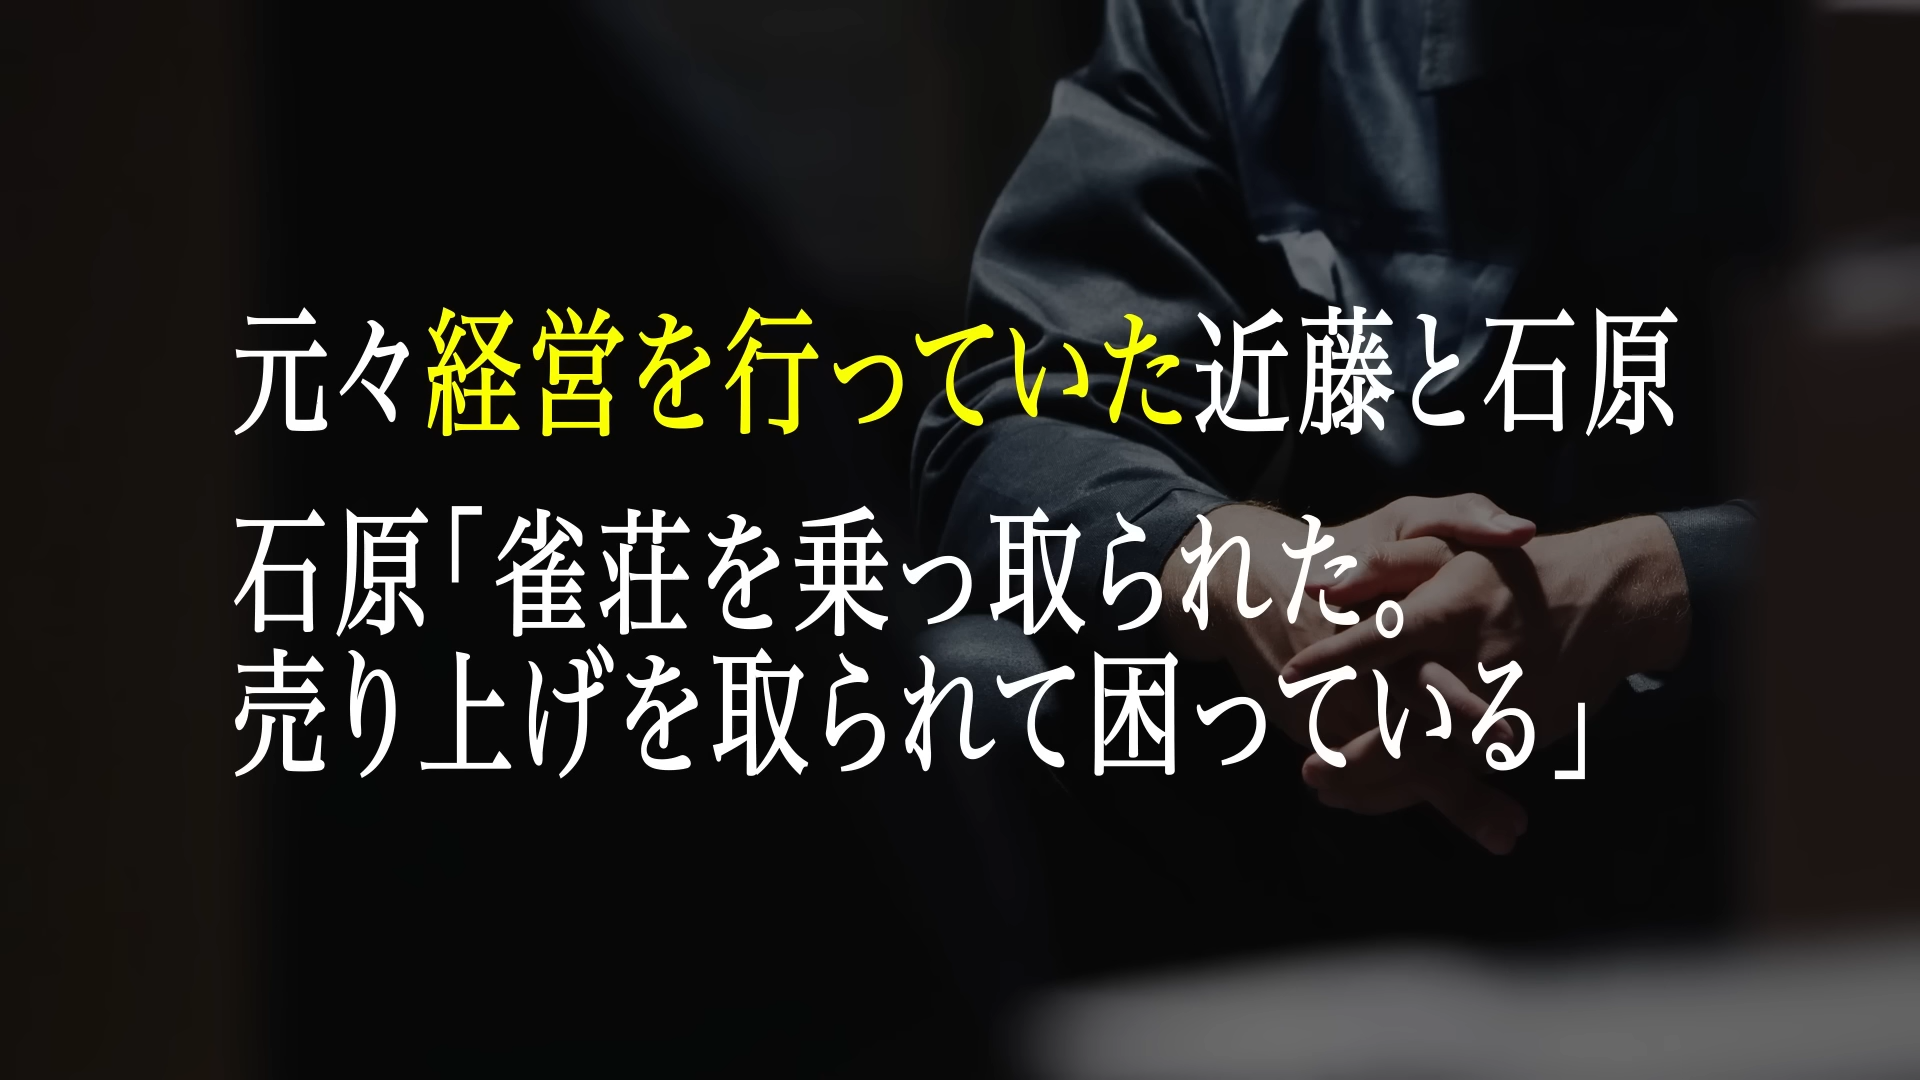 元々経営を行っていた近藤と石原
石原「雀荘を乗っ取られた。
売り上げを取られて困っている」